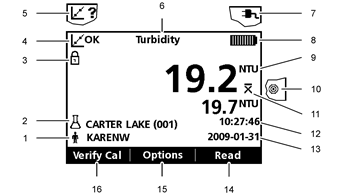 6
5
?
7
4
OK
Turbidity
8
3
19.2 NTU
9
10
19.7 NTU
11
2
CARTER LAKE (001)
10:27:46
12
1
KARENW
2009-01-31
13
Verify Cal
Options
Read
16
15
14